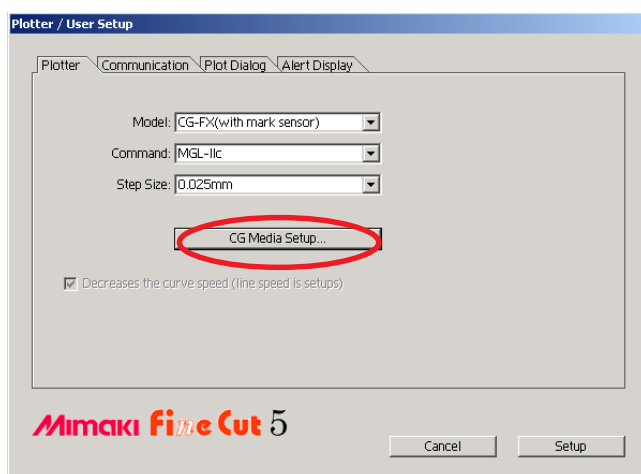 Plotter / User Setup
Plotter Communication Plot Dialog Alert Display
Model: CG-FX(with mark sensor)
Command: MGL-IIc
Step Size: 0.025mm
CG Media Setup...
Decreases the curve speed (line speed is setups)
Mimaki Fine Cut 5
Cancel Setup